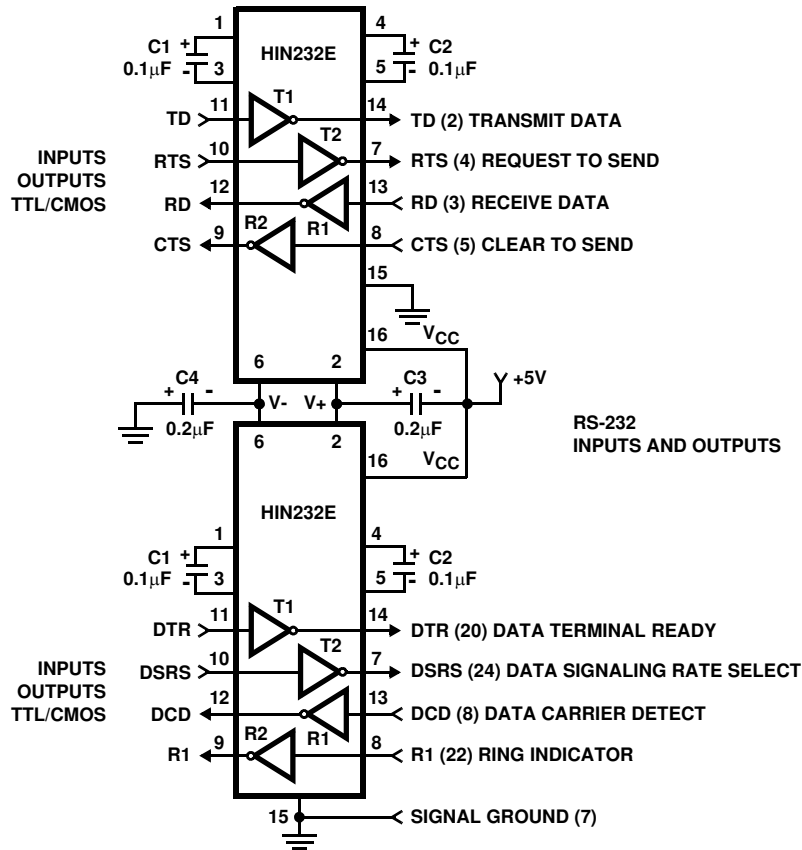 1
4
C1 +
HIN232E
+ C2
0.1µF
3
-
5
-
0.1µF
11
T1
14
TD
TD (2) TRANSMIT DATA
T2
INPUTS
OUTPUTS
TTL/CMOS
10
7
RTS
RTS (4) REQUEST TO SEND
12
13
RD
RD (3) RECEIVE DATA
R2
R1
9
8
CTS
CTS (5) CLEAR TO SEND
15
16
VCC
6
2
+5V
C4
+ -
V-
V+
C3
+ -
0.2µF
0.2µF
RS-232
INPUTS AND OUTPUTS
6
2
16
VCC
HIN232E
1
4
C1 +
+ C2
0.1µF
3
-
5
-
0.1µF
11
T1
14
DTR
DTR (20) DATA TERMINAL READY
T2
INPUTS
OUTPUTS
TTL/CMOS
10
7
DSRS
DSRS (24) DATA SIGNALING RATE SELECT
12
13
DCD
DCD (8) DATA CARRIER DETECT
R2
R1
9
8
R1
R1 (22) RING INDICATOR
15
SIGNAL GROUND (7)